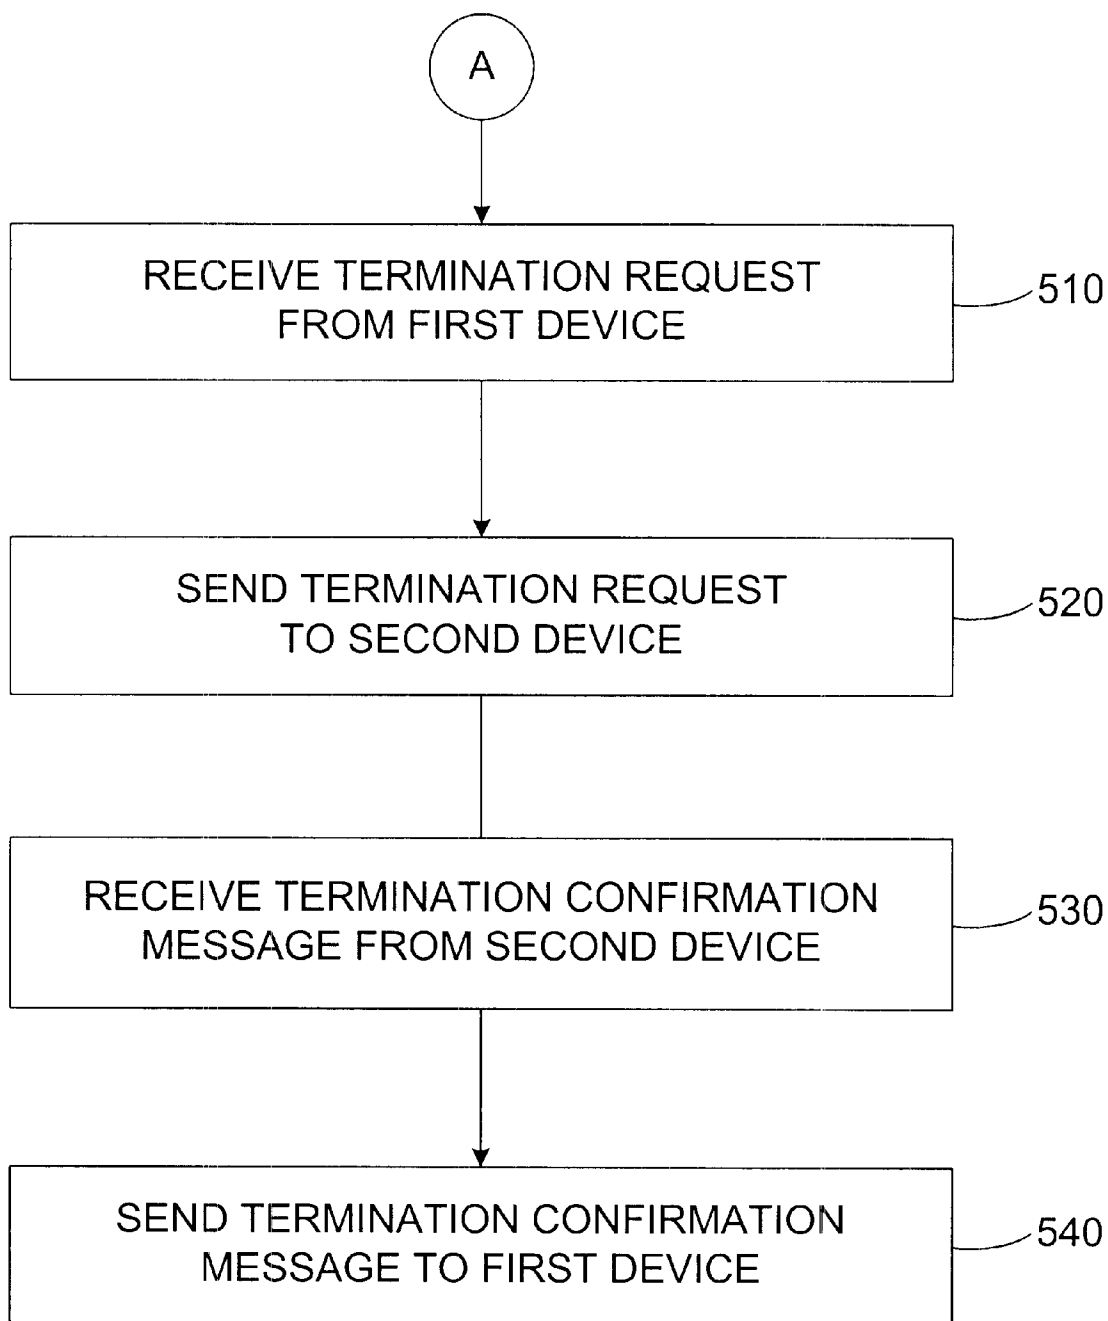 A
RECEIVE TERMINATION REQUEST
FROM FIRST DEVICE
510
SEND TERMINATION REQUEST
TO SECOND DEVICE
520
RECEIVE TERMINATION CONFIRMATION
MESSAGE FROM SECOND DEVICE
530
SEND TERMINATION CONFIRMATION
MESSAGE TO FIRST DEVICE
540